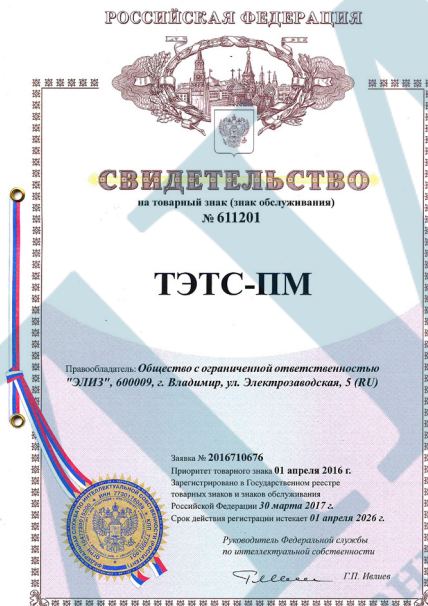 РОССИЙСКАЯ ФЕДЕРАЦИЯ
СВИДЕТЕЛЬСТВО
на товарный знак (знак обслуживания)
№ 611201
ТЭТС-ПМ
Правообладатель: Общество с ограниченной ответственностью
"ЭЛИЗ", 600009, г. Владимир, ул. Электрозаводская, 5 (RU)
Заявка № 2016710676
Приоритет товарного знака 01 апреля 2016 г.
Зарегистрировано в Государственном реестре
товарных знаков и знаков обслуживания
Российской Федерации 30 марта 2017 г.
Срок действия регистрации истекает 01 апреля 2026 г.
Руководитель Федеральной службы
по интеллектуальной собственности
Г.П. Ивлиев